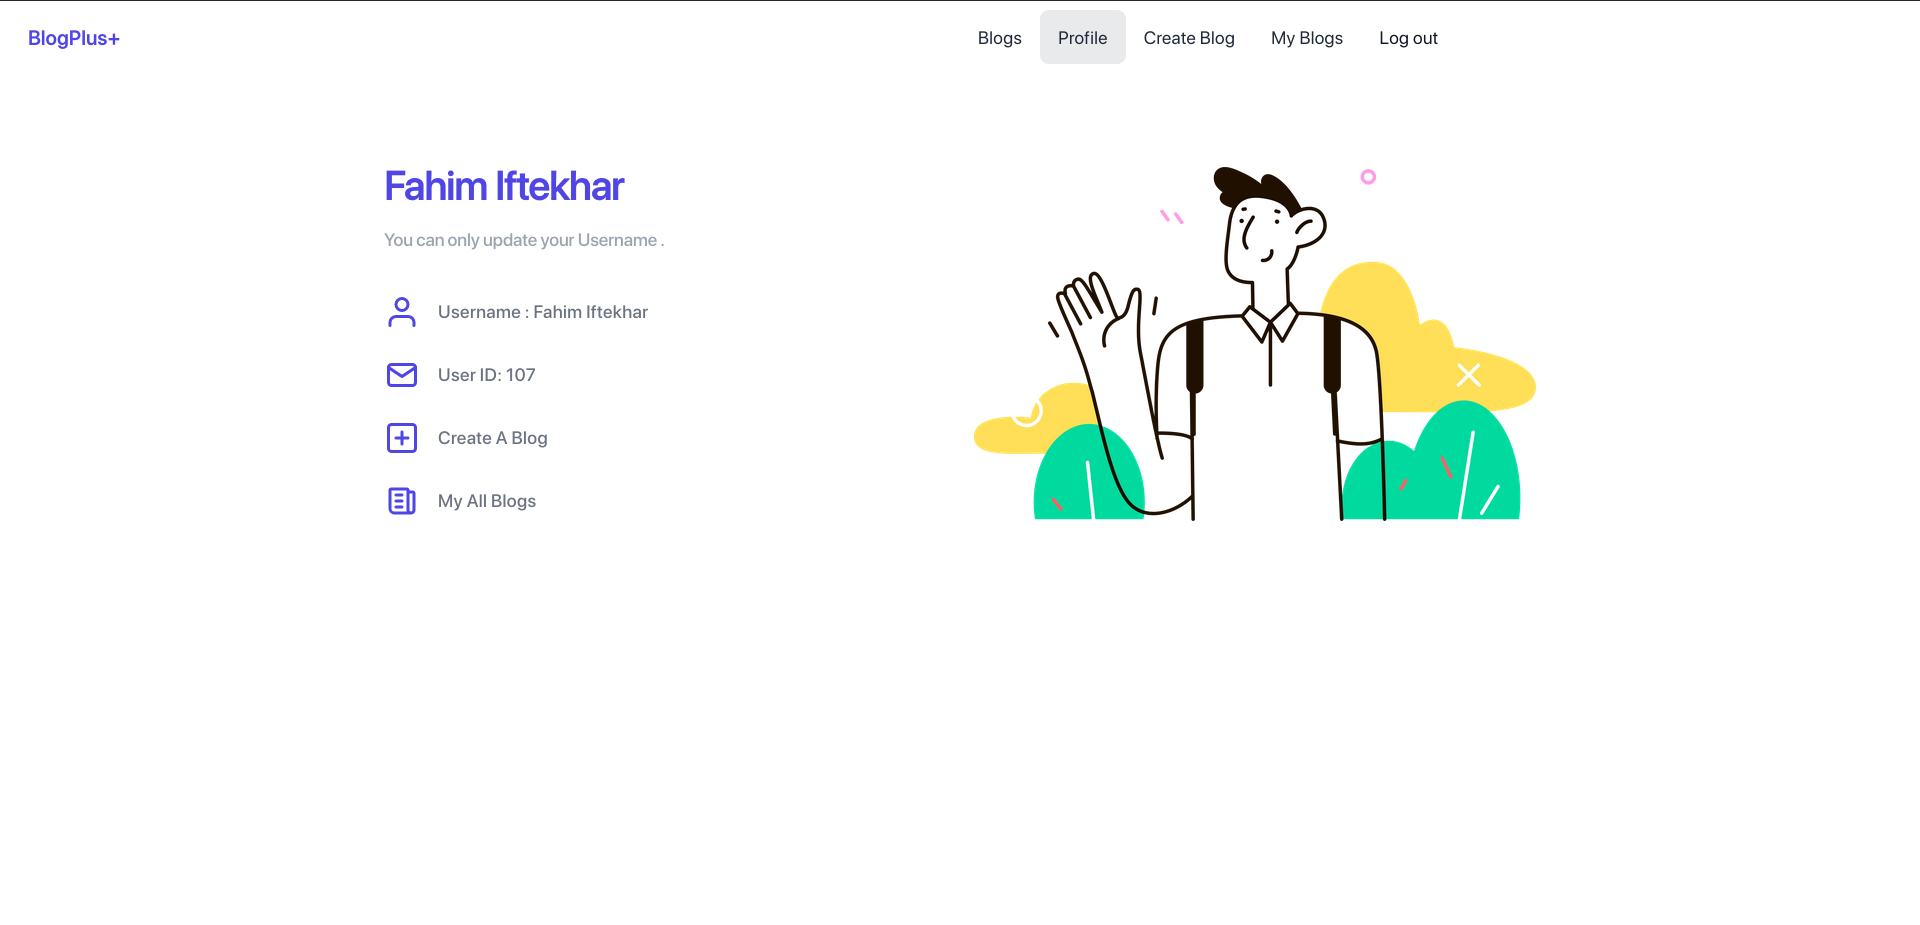 BlogPlus+
Blogs Profile Create Blog My Blogs Log out
Fahim Iftekhar
You can only update your Username .
Username : Fahim Iftekhar
User ID: 107
Create A Blog
My All Blogs